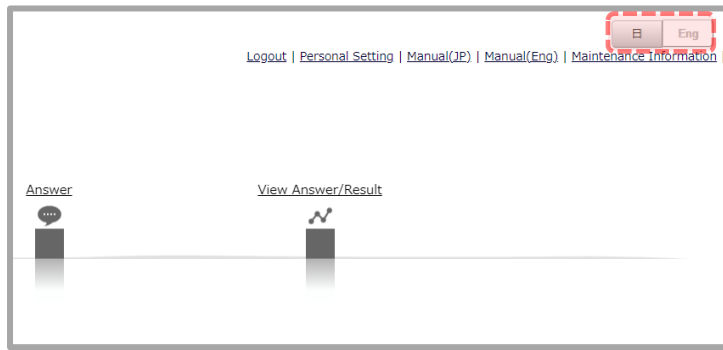 日 Eng
Logout | Personal Setting | Manual(JP) | Manual(Eng) | Maintenance Information |
Answer View Answer/Result